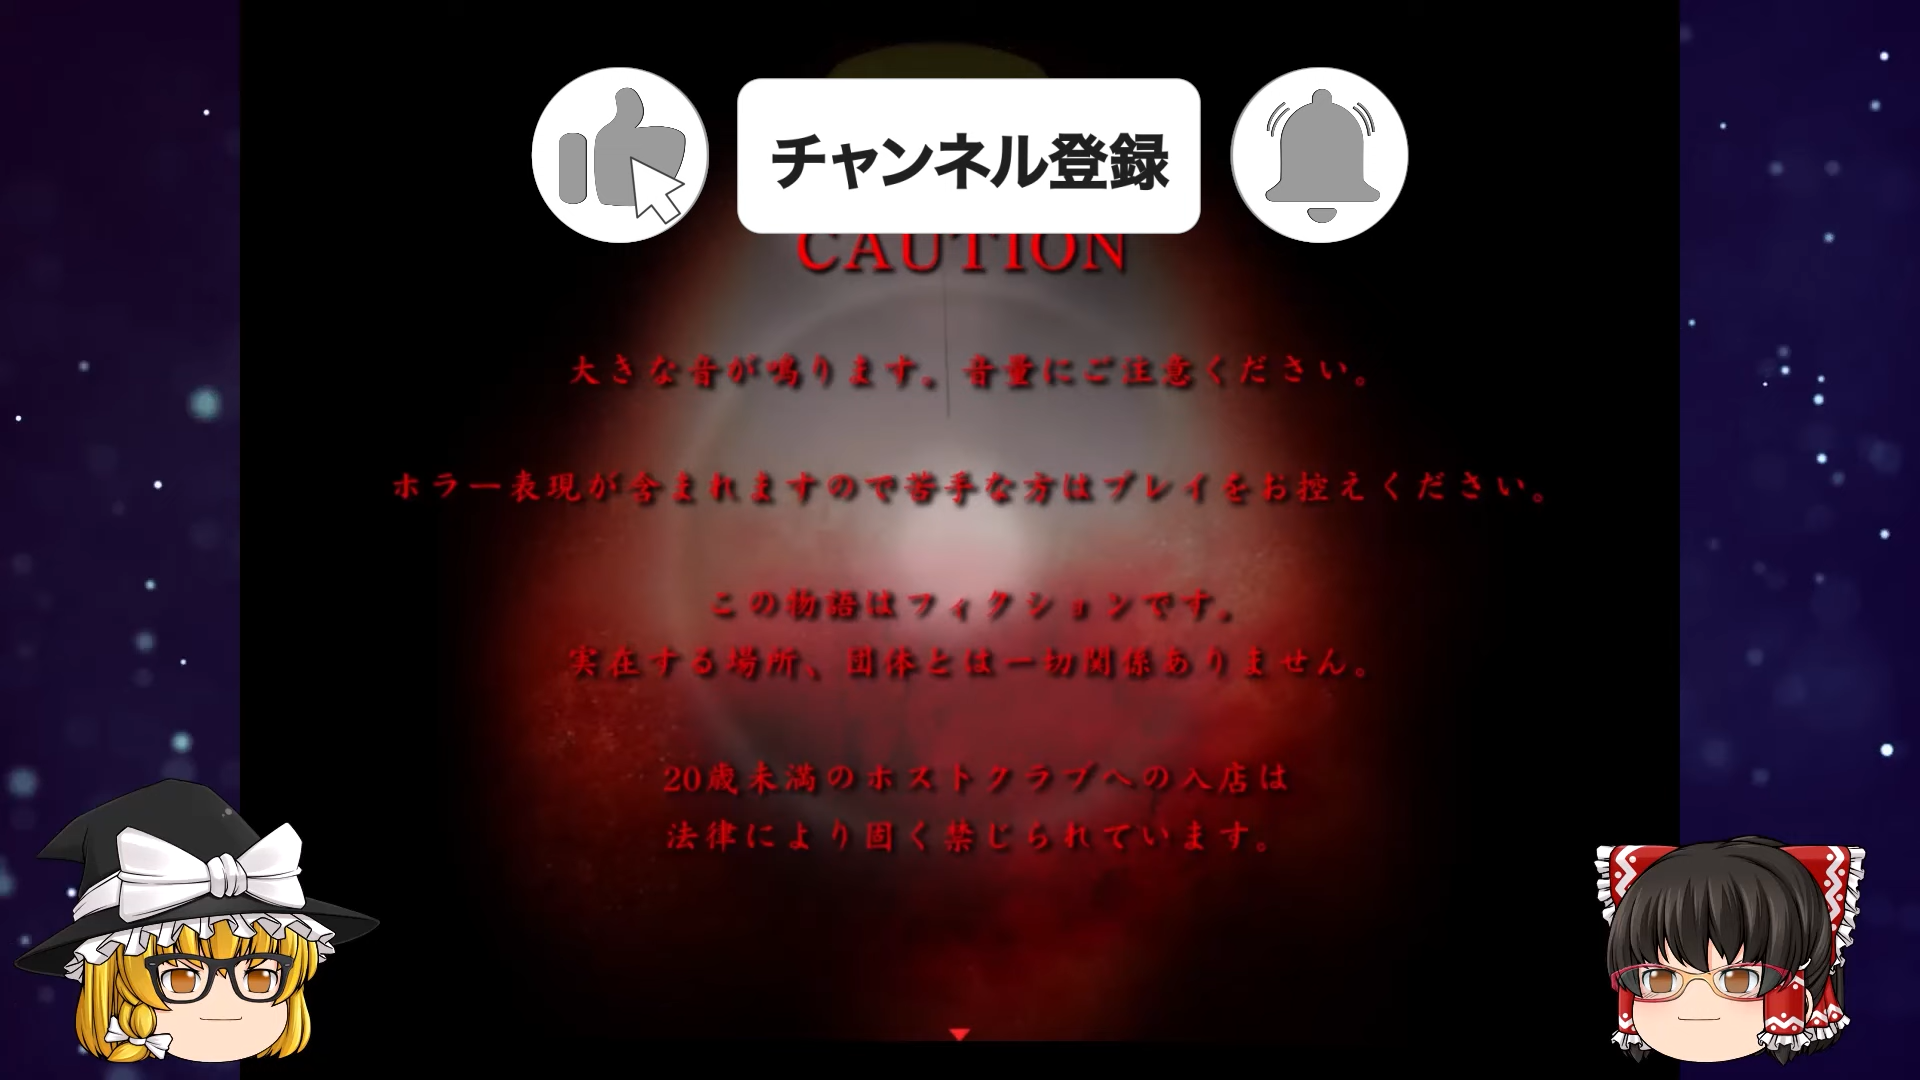 チャンネル登録
CAUTION
大きな音が鳴ります。音量にご注意ください。
ホラー表現が含まれますので苦手な方はプレイをお控えください。
この物語はフィクションです。
実在する場所、団体とは一切関係ありません。
20歳未満のホストクラブへの入店は
法律により固く禁じられています。